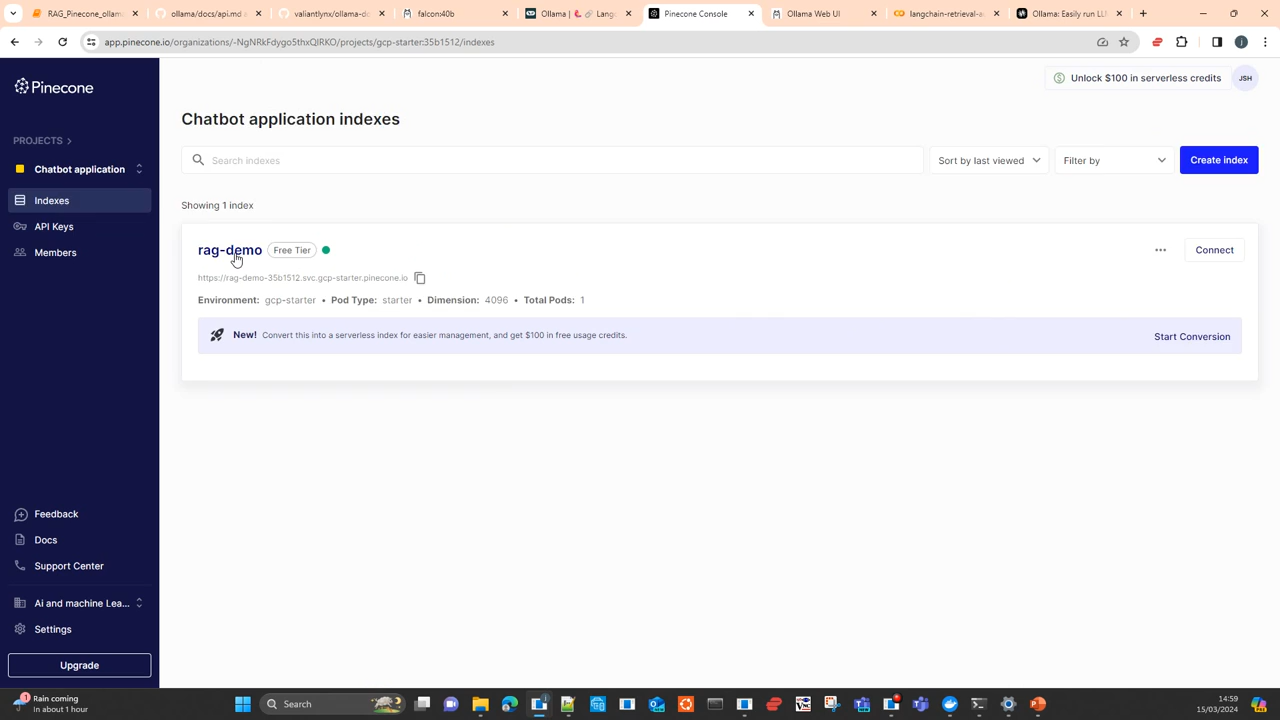 RAG_Pinecone_ollam
ollama/docs/api.md a
valiantlynx/ollama-do
falcon:40b
Ollama | 🦜️🔗 Lang
Pinecone Console
Ollama Web UI
langchain-retrieval-a
Ollama: Easily run LL
app.pinecone.io/organizations/-NgNRkFdygo5thxQIRKO/projects/gcp-starter:35b1512/indexes
Pinecone
Unlock $100 in serverless credits
JSH
Chatbot application indexes
PROJECTS
Search indexes
Sort by last viewed
Filter by
Create index
Chatbot application
Indexes
Showing 1 index
API Keys
Members
rag-demo
Free Tier
Connect
https://rag-demo-35b1512.svc.gcp-starter.pinecone.io
Environment: gcp-starter • Pod Type: starter • Dimension: 4096 • Total Pods: 1
New! Convert this into a serverless index for easier management, and get $100 in free usage credits.
Start Conversion
Feedback
Docs
Support Center
Ai and machine Lea...
Settings
Upgrade
1
Rain coming
In about 1 hour
Search
14:59
15/03/2024